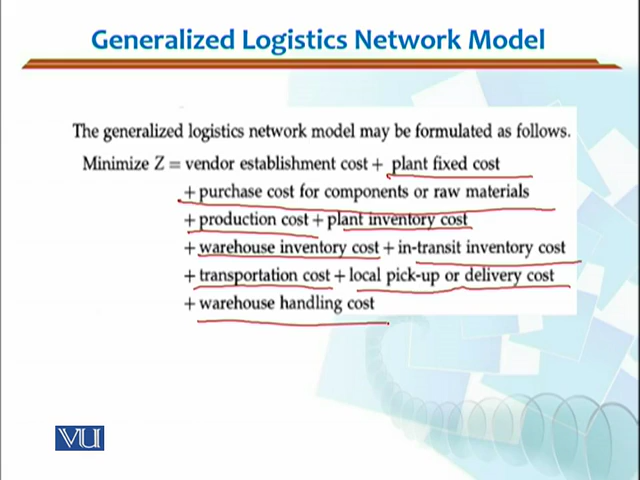 Generalized Logistics Network Model
The generalized logistics network model may be formulated as follows.
Minimize Z = vendor establishment cost + plant fixed cost
+ purchase cost for components or raw materials
+ production cost + plant inventory cost
+ warehouse inventory cost + in-transit inventory cost
+ transportation cost + local pick-up or delivery cost
+ warehouse handling cost
VU